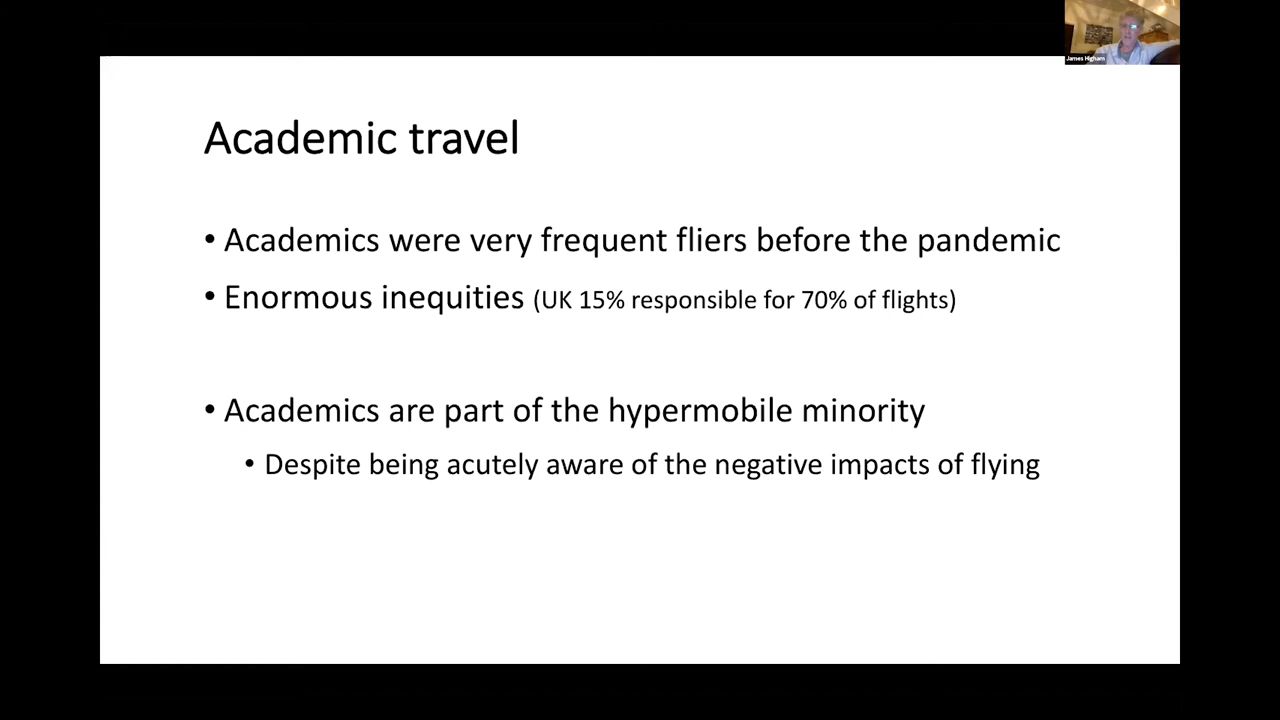 James Higham
Academic travel
• Academics were very frequent fliers before the pandemic
• Enormous inequities (UK 15% responsible for 70% of flights)
• Academics are part of the hypermobile minority
• Despite being acutely aware of the negative impacts of flying